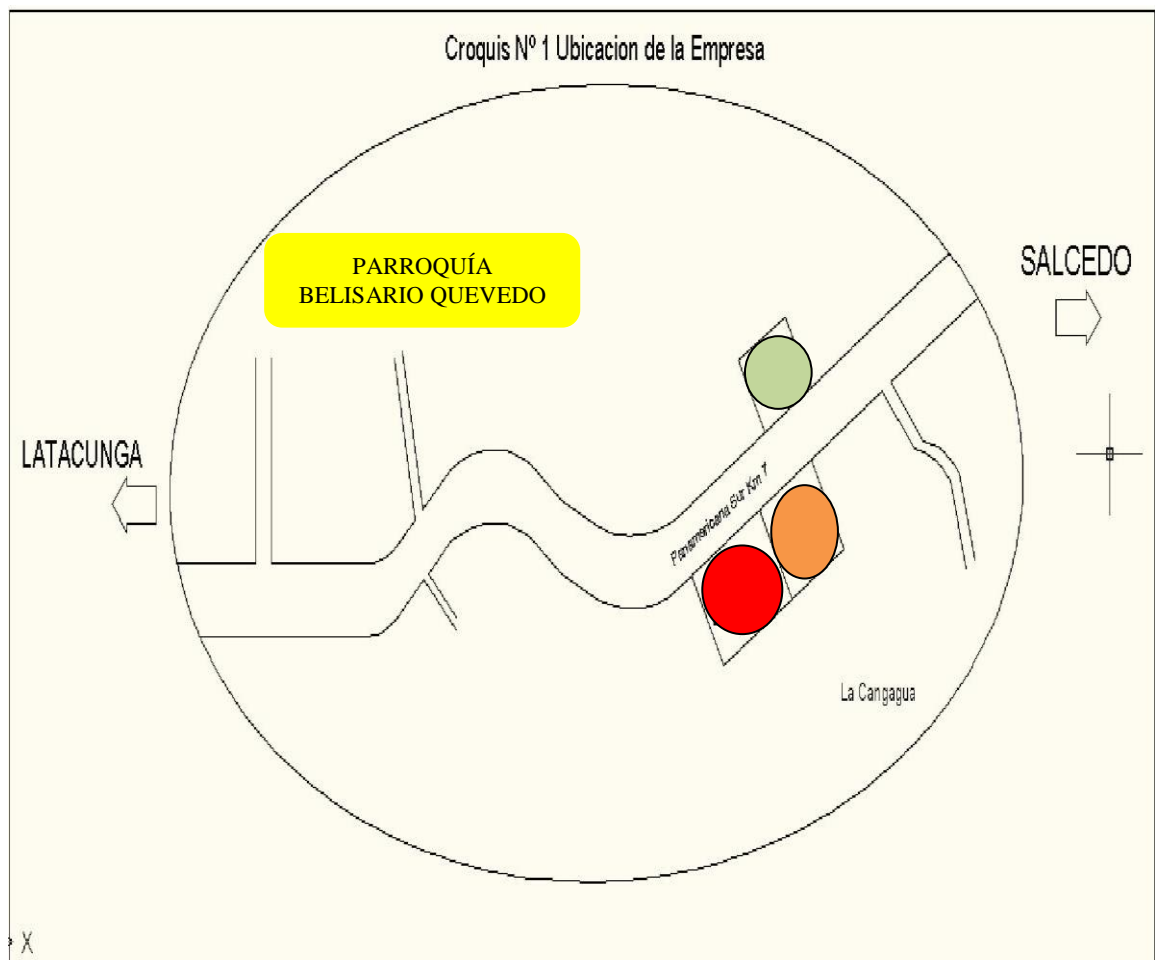 Croquis Nº 1 Ubicacion de la Empresa
PARROQUÍA
BELISARIO QUEVEDO
SALCEDO
LATACUNGA
Panamericana Sur Km 7
La Cangagua
X